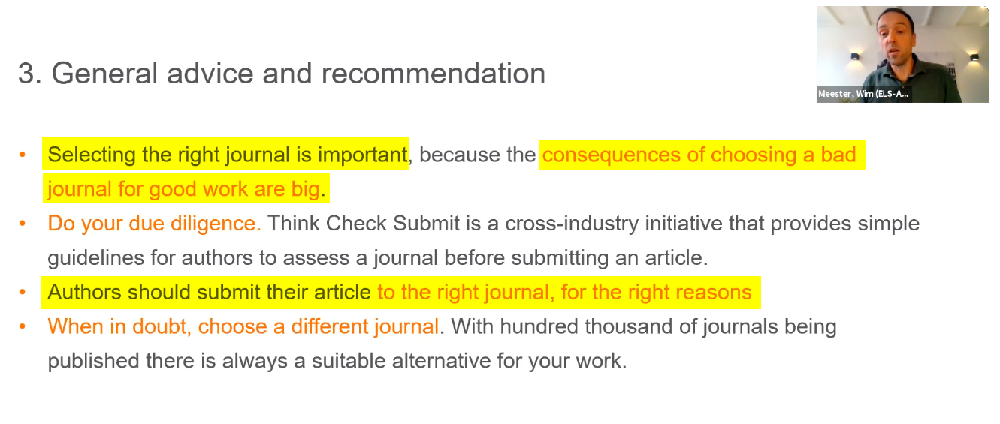 3. General advice and recommendation
Meester, Wim (ELS-A...
• Selecting the right journal is important, because the consequences of choosing a bad
journal for good work are big.
• Do your due diligence. Think Check Submit is a cross-industry initiative that provides simple
guidelines for authors to assess a journal before submitting an article.
• Authors should submit their article to the right journal, for the right reasons
• When in doubt, choose a different journal. With hundred thousand of journals being
published there is always a suitable alternative for your work.